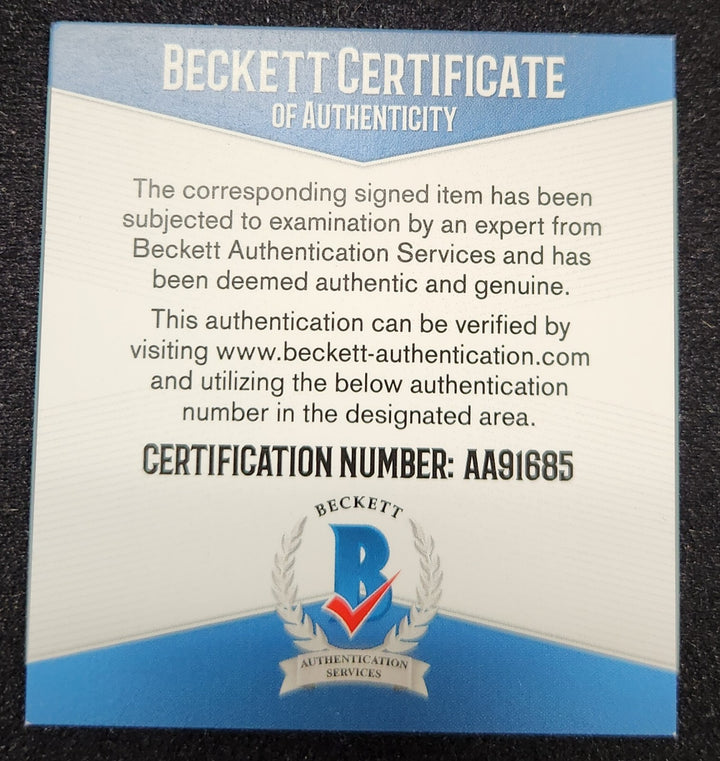 BECKETT CERTIFICATE
OF AUTHENTICITY
The corresponding signed item has been
subjected to examination by an expert from
Beckett Authentication Services and has
been deemed authentic and genuine.
This authentication can be verified by
visiting www.beckett-authentication.com
and utilizing the below authentication
number in the designated area.
CERTIFICATION NUMBER: AA91685
BECKETT
B
AUTHENTICATION
SERVICES